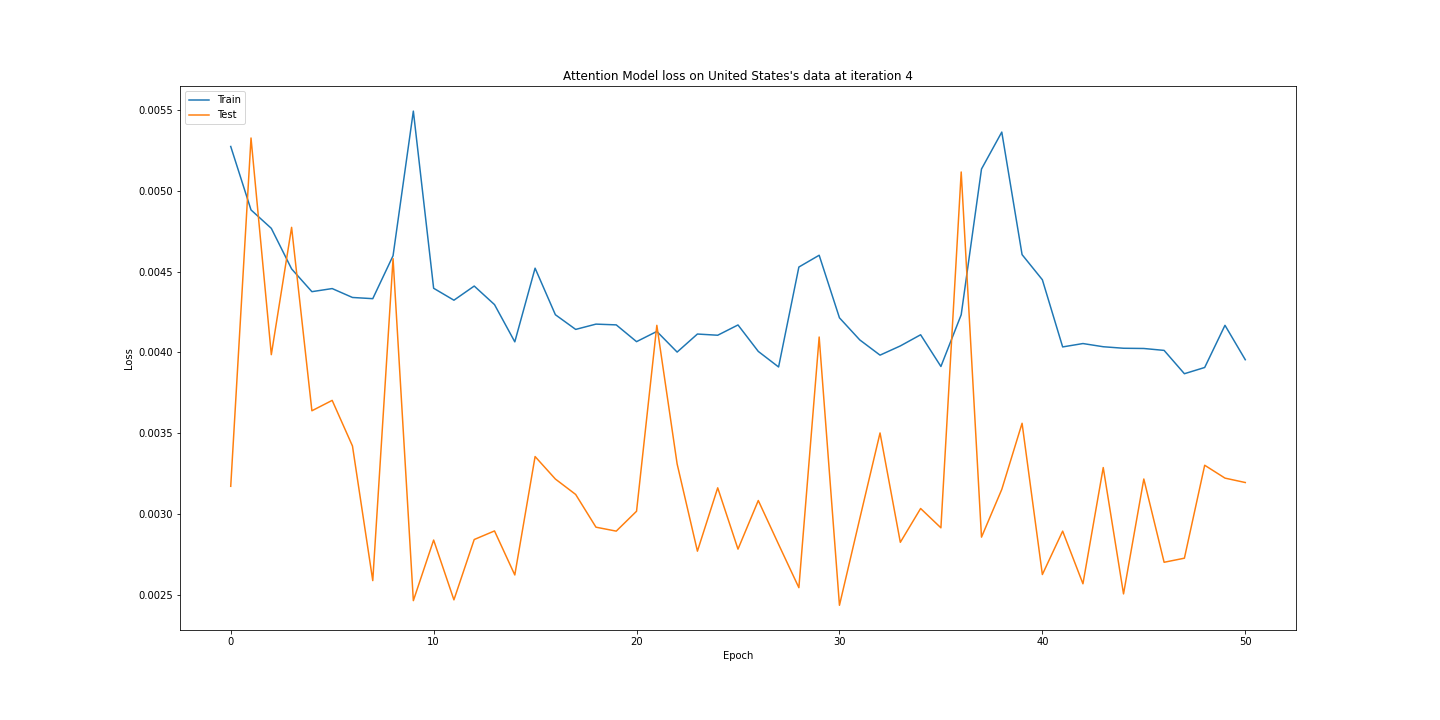 Attention Model loss on United States's data at iteration 4
Train
Test
0.0055
0.0050
0.0045
0.0040
0.0035
0.0030
0.0025
Loss
0 10 20 30 40 50
Epoch